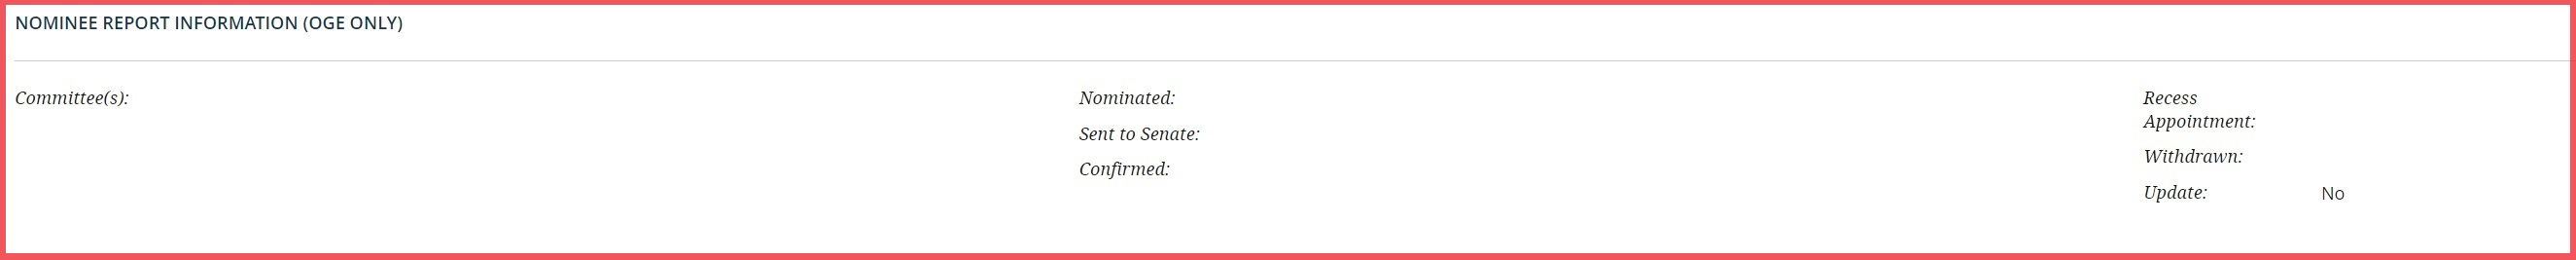 NOMINEE REPORT INFORMATION (OGE ONLY)
Committee(s):
Nominated:
Sent to Senate:
Confirmed:
Recess
Appointment:
Withdrawn:
Update: No